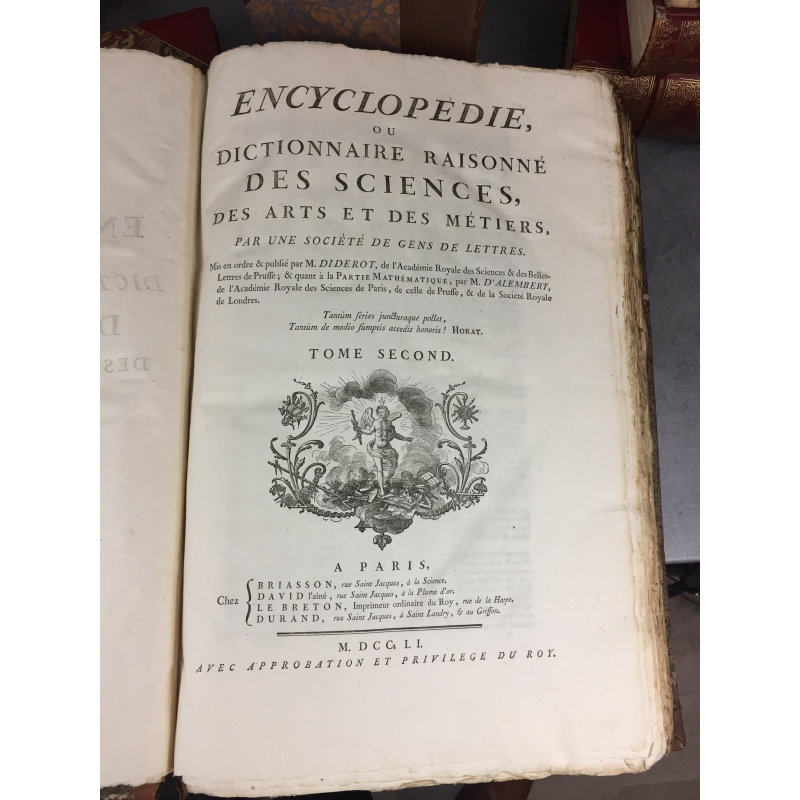 ENCYCLOPEDIE,
OU
DICTIONNAIRE RAISONNÉ
DES SCIENCES,
DES ARTS ET DES MÉTIERS,
PAR UNE SOCIÉTÉ DE GENS DE LETTRES.
Mis en ordre & publié par M. DIDEROT, de l'Académie Royale des Sciences & des Belles-
Lettres de Prusse; & quant à la PARTIE MATHÉMATIQUE, par M. D'ALEMBERT,
de l'Académie Royale des Sciences de Paris, de celle de Prusse, & de la Société Royale
de Londres.
Tantùm series juncturaque pollet,
Tantùm de medio sumptis accedit honoris! HORAT.
TOME SECOND.
A PARIS,
Chez
BRIASSON, rue Saint Jacques, à la Science.
DAVID l'aîné, rue Saint Jacques, à la Plume d'or.
LE BRETON, Imprimeur ordinaire du Roy, rue de la Harpe.
DURAND, rue Saint Jacques, à Saint Landry, & au Griffon.
M. DCC. LI.
AVEC APPROBATION ET PRIVILEGE DU ROY.